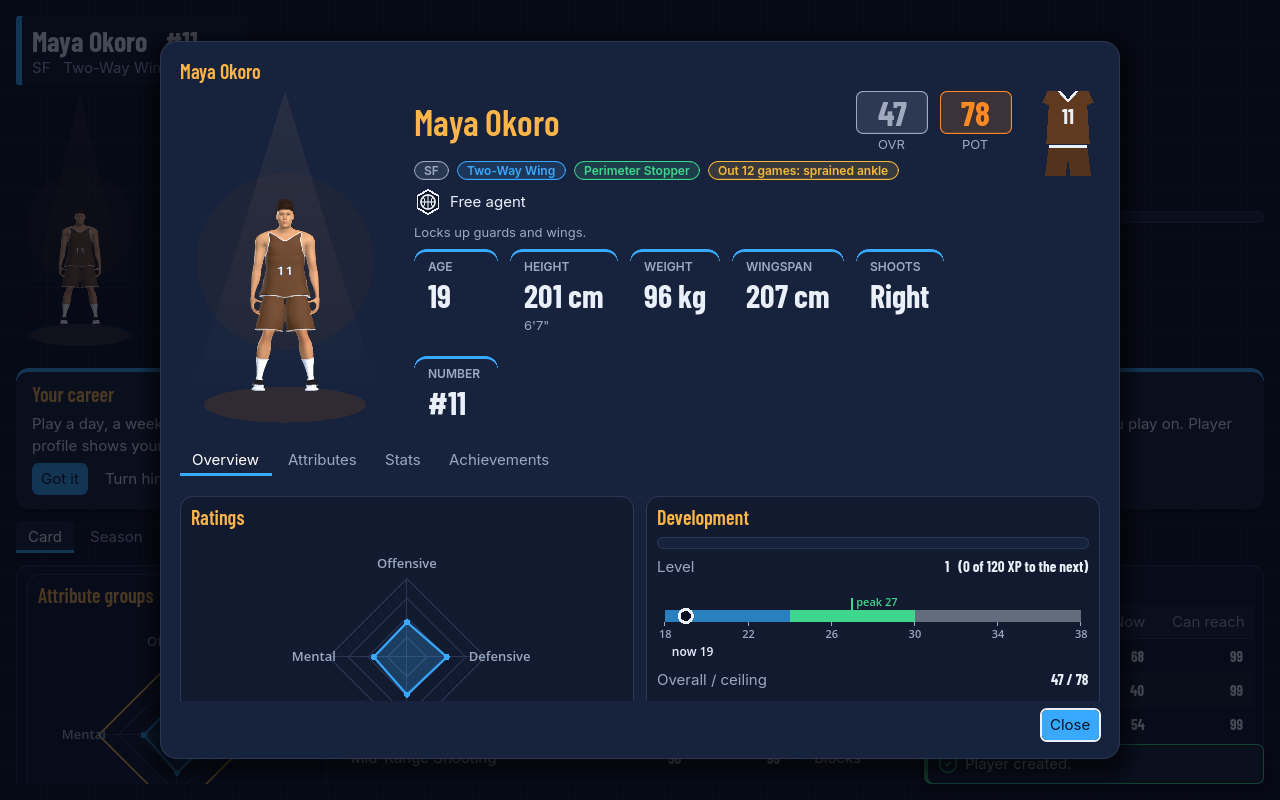 Maya Okoro #11
SF Two-Way Win
Maya Okoro
Maya Okoro
47
OVR
78
POT
11
SF
Two-Way Wing
Perimeter Stopper
Out 12 games: sprained ankle
Free agent
Locks up guards and wings.
AGE
19
HEIGHT
201 cm
6'7"
WEIGHT
96 kg
WINGSPAN
207 cm
SHOOTS
Right
NUMBER
#11
11
11
Your career
Play a day, a week
profile shows your
u play on. Player
Got it
Turn hin
Card
Season
Overview
Attributes
Stats
Achievements
Ratings
Offensive
Mental
Defensive
Development
Level
1 (0 of 120 XP to the next)
peak 27
18 22 26 30 34 38
now 19
Overall / ceiling
47 / 78
Close
Attribute groups
Mental
Now
Can reach
68 99
40 99
54 99
Mid-Range Shooting
99
Blocks
Player created.